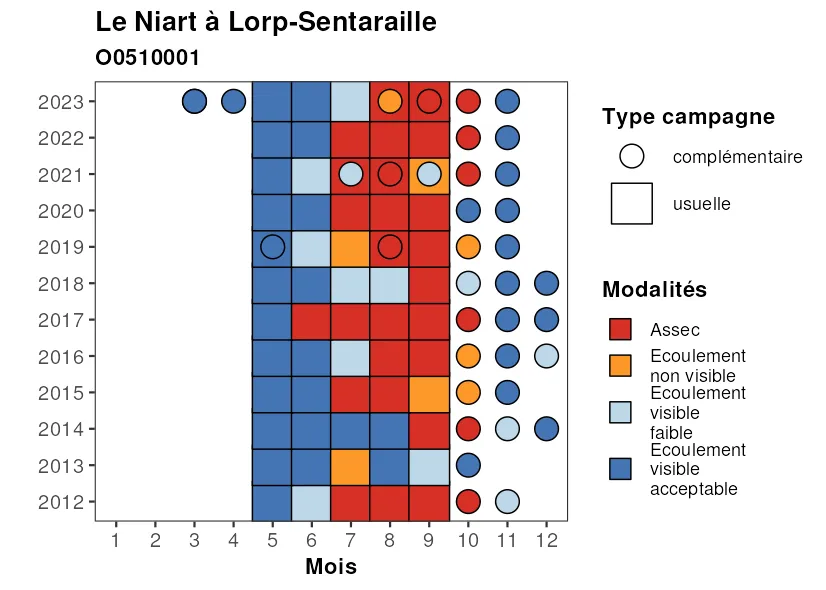 Le Niart à Lorp-Sentaraille
O0510001
2023
2022
2021
2020
2019
2018
2017
2016
2015
2014
2013
2012
1 2 3 4 5 6 7 8 9 10 11 12
Mois
Type campagne
complémentaire
usuelle
Modalités
Assec
Ecoulement
non visible
Ecoulement
visible
faible
Ecoulement
visible
acceptable